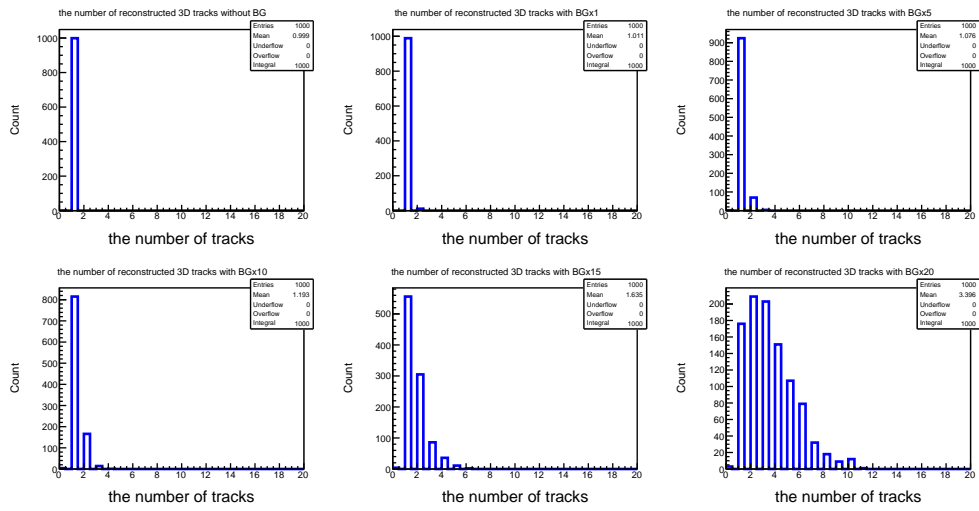 the number of reconstructed 3D tracks without BG
Entries 1000
Mean 0.999
Underflow 0
Overflow 0
Integral 1000
1000
800
600
400
200
0
Count
0 2 4 6 8 10 12 14 16 18 20
the number of tracks
the number of reconstructed 3D tracks with BGx1
Entries 1000
Mean 1.011
Underflow 0
Overflow 0
Integral 1000
1000
800
600
400
200
0
Count
0 2 4 6 8 10 12 14 16 18 20
the number of tracks
the number of reconstructed 3D tracks with BGx5
Entries 1000
Mean 1.076
Underflow 0
Overflow 0
Integral 1000
900
800
700
600
500
400
300
200
100
0
Count
0 2 4 6 8 10 12 14 16 18 20
the number of tracks
the number of reconstructed 3D tracks with BGx10
Entries 1000
Mean 1.193
Underflow 0
Overflow 0
Integral 1000
800
700
600
500
400
300
200
100
0
Count
0 2 4 6 8 10 12 14 16 18 20
the number of tracks
the number of reconstructed 3D tracks with BGx15
Entries 1000
Mean 1.635
Underflow 0
Overflow 0
Integral 1000
500
400
300
200
100
0
Count
0 2 4 6 8 10 12 14 16 18 20
the number of tracks
the number of reconstructed 3D tracks with BGx20
Entries 1000
Mean 3.396
Underflow 0
Overflow 0
Integral 1000
220
200
180
160
140
120
100
80
60
40
20
0
Count
0 2 4 6 8 10 12 14 16 18 20
the number of tracks